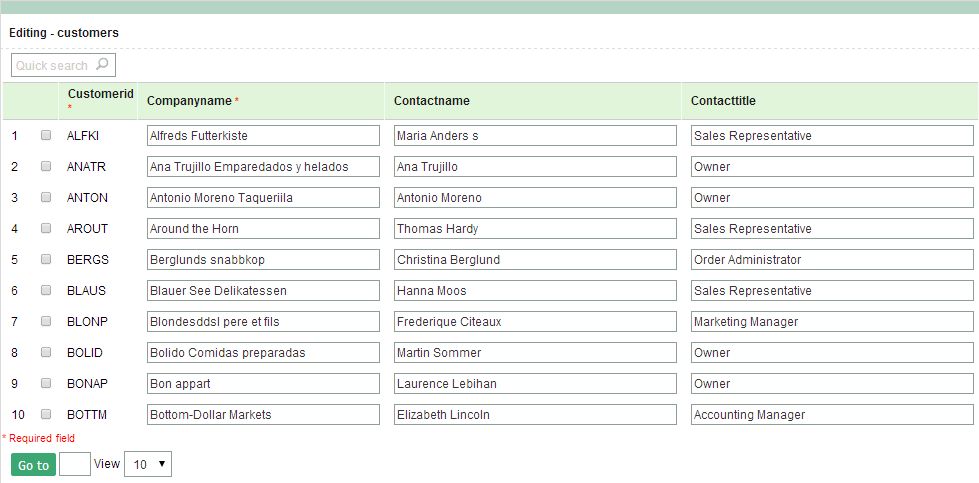 Editing - customers
Quick search
Customerid * Companyname * Contactname Contacttitle
1 ALFKI Alfreds Futterkiste Maria Anders s Sales Representative
2 ANATR Ana Trujillo Emparedados y helados Ana Trujillo Owner
3 ANTON Antonio Moreno Taqueriila Antonio Moreno Owner
4 AROUT Around the Horn Thomas Hardy Sales Representative
5 BERGS Berglunds snabbkop Christina Berglund Order Administrator
6 BLAUS Blauer See Delikatessen Hanna Moos Sales Representative
7 BLONP Blondesddsl pere et fils Frederique Citeaux Marketing Manager
8 BOLID Bolido Comidas preparadas Martin Sommer Owner
9 BONAP Bon appart Laurence Lebihan Owner
10 BOTTM Bottom-Dollar Markets Elizabeth Lincoln Accounting Manager
* Required field
Go to View 10